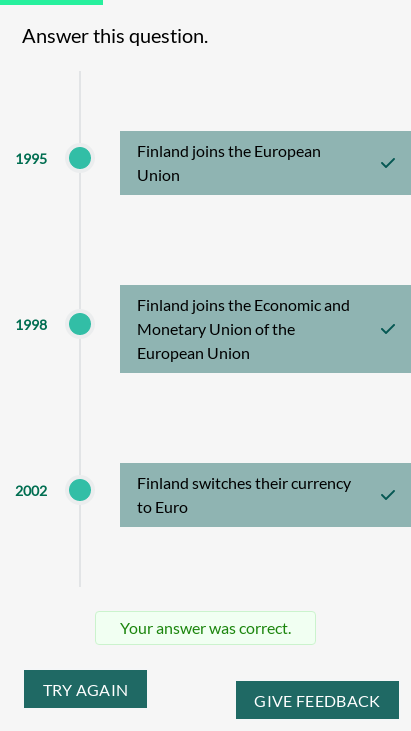 Answer this question.
1995
Finland joins the European
Union
1998
Finland joins the Economic and
Monetary Union of the
European Union
2002
Finland switches their currency
to Euro
Your answer was correct.
TRY AGAIN
GIVE FEEDBACK